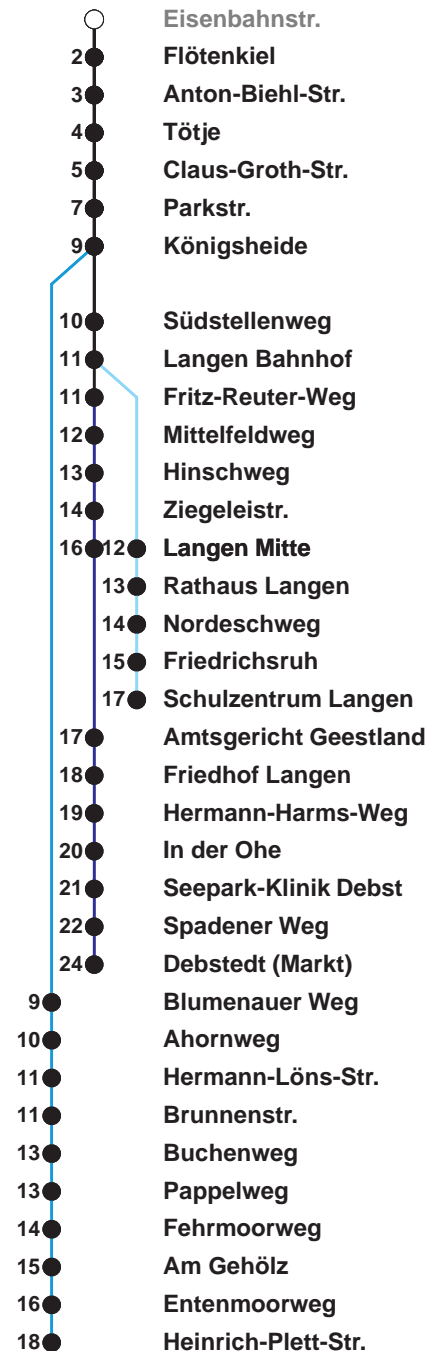 Eisenbahnstr.
2 Flötenkiel
3 Anton-Biehl-Str.
4 Tötje
5 Claus-Groth-Str.
7 Parkstr.
9 Königsheide
10 Südstellenweg
11 Langen Bahnhof
11 Fritz-Reuter-Weg
12 Mittelfeldweg
13 Hinschweg
14 Ziegeleistr.
16 12 Langen Mitte
13 Rathaus Langen
14 Nordeschweg
15 Friedrichsruh
17 Schulzentrum Langen
17 Amtsgericht Geestland
18 Friedhof Langen
19 Hermann-Harms-Weg
20 In der Ohe
21 Seepark-Klinik Debst
22 Spadener Weg
24 Debstedt (Markt)
9 Blumenauer Weg
10 Ahornweg
11 Hermann-Löns-Str.
11 Brunnenstr.
13 Buchenweg
13 Pappelweg
14 Fehrmoorweg
15 Am Gehölz
16 Entenmoorweg
18 Heinrich-Plett-Str.